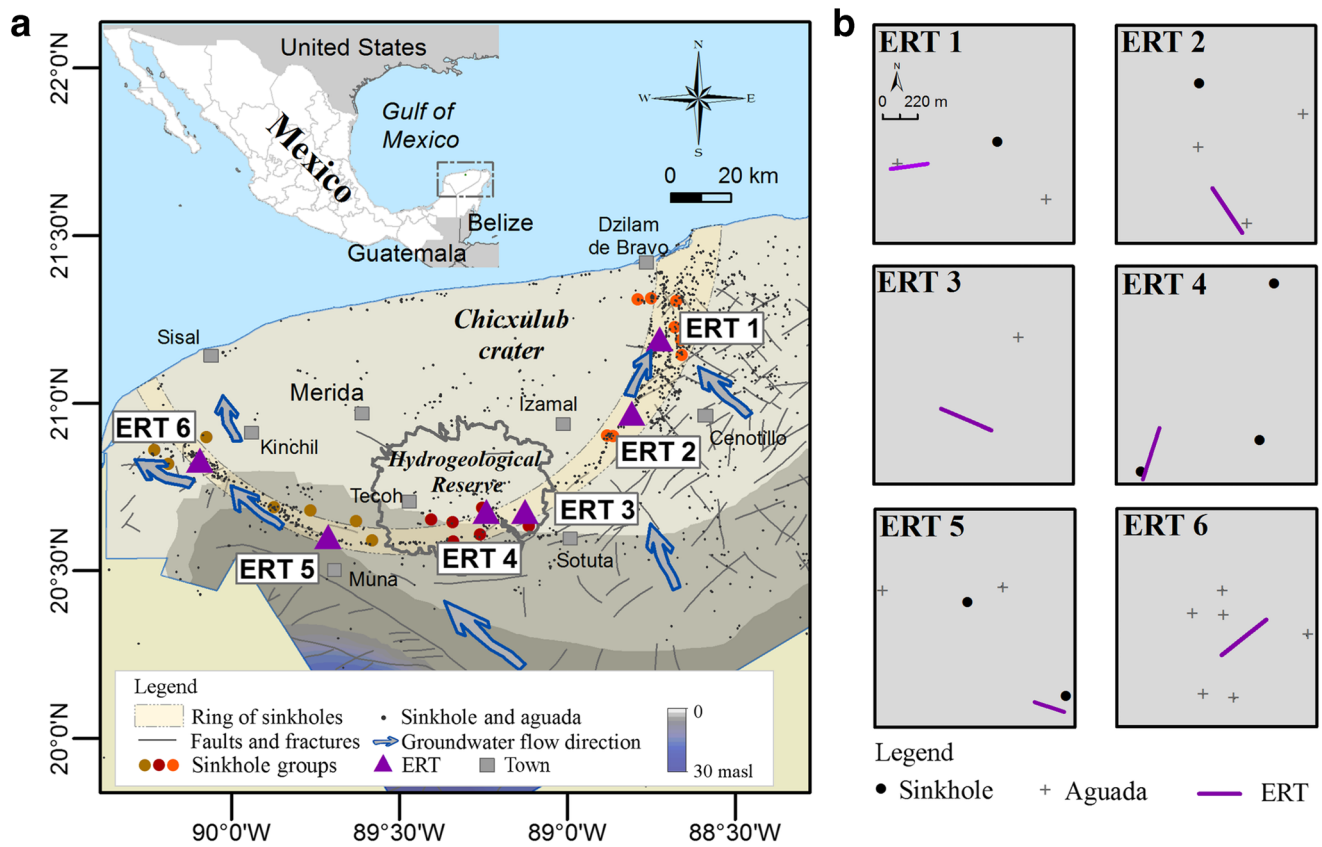 a
22°0'N
21°30'N
21°0'N
20°30'N
20°0'N
90°0'W
89°30'W
89°0'W
88°30'W
United States
Gulf of
Mexico
Mexico
Belize
Guatemala
N
W
E
S
0
20 km
Dzilam
de Bravo
Chicxulub
crater
ERT 1
Sisal
Merida
Izamal
Cenotillo
ERT 6
Kinchil
ERT 2
Hydrogeological
Reserve
Tecoh
ERT 3
ERT 4
Sotuta
ERT 5
Muna
Legend
Ring of sinkholes
Sinkhole and aguada
Faults and fractures
Groundwater flow direction
Sinkhole groups
ERT
Town
0
30 masl
b
ERT 1
N
0 220 m
ERT 2
ERT 3
ERT 4
ERT 5
ERT 6
Legend
Sinkhole
Aguada
ERT